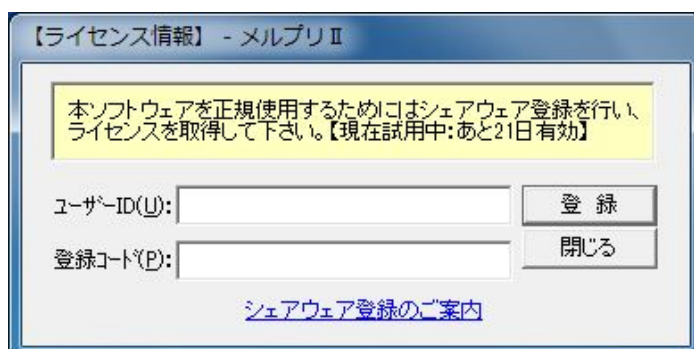 【ライセンス情報】 - メルプリⅡ
本ソフトウェアを正規使用するためにはシェアウェア登録を行い、
ライセンスを取得して下さい。【現在試用中:あと21日有効】
ユーザーID(U):
登 録
登録コード(P):
閉じる
シェアウェア登録のご案内